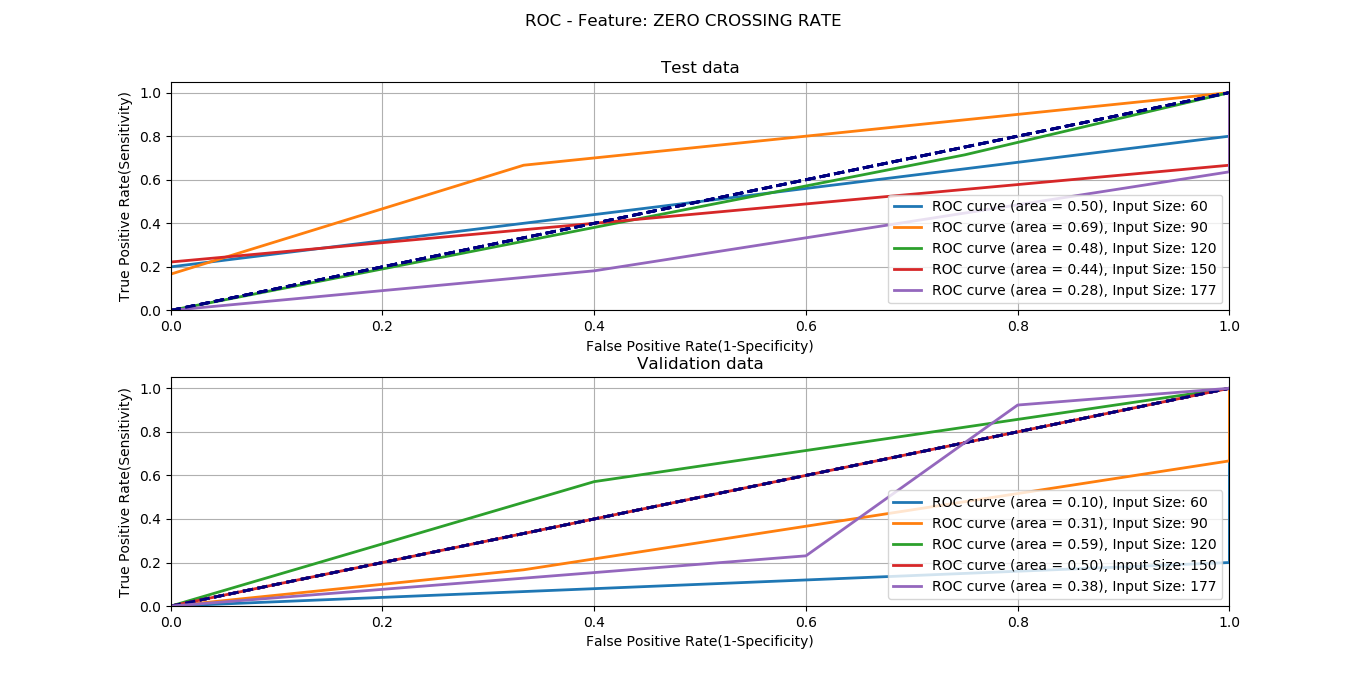 ROC - Feature: ZERO CROSSING RATE
Test data
True Positive Rate(Sensitivity)
1.0
0.8
0.6
0.4
0.2
0.0
ROC curve (area = 0.50), Input Size: 60
ROC curve (area = 0.69), Input Size: 90
ROC curve (area = 0.48), Input Size: 120
ROC curve (area = 0.44), Input Size: 150
ROC curve (area = 0.28), Input Size: 177
0.0 0.2 0.4 0.6 0.8 1.0
False Positive Rate(1-Specificity)
Validation data
True Positive Rate(Sensitivity)
1.0
0.8
0.6
0.4
0.2
0.0
ROC curve (area = 0.10), Input Size: 60
ROC curve (area = 0.31), Input Size: 90
ROC curve (area = 0.59), Input Size: 120
ROC curve (area = 0.50), Input Size: 150
ROC curve (area = 0.38), Input Size: 177
0.0 0.2 0.4 0.6 0.8 1.0
False Positive Rate(1-Specificity)